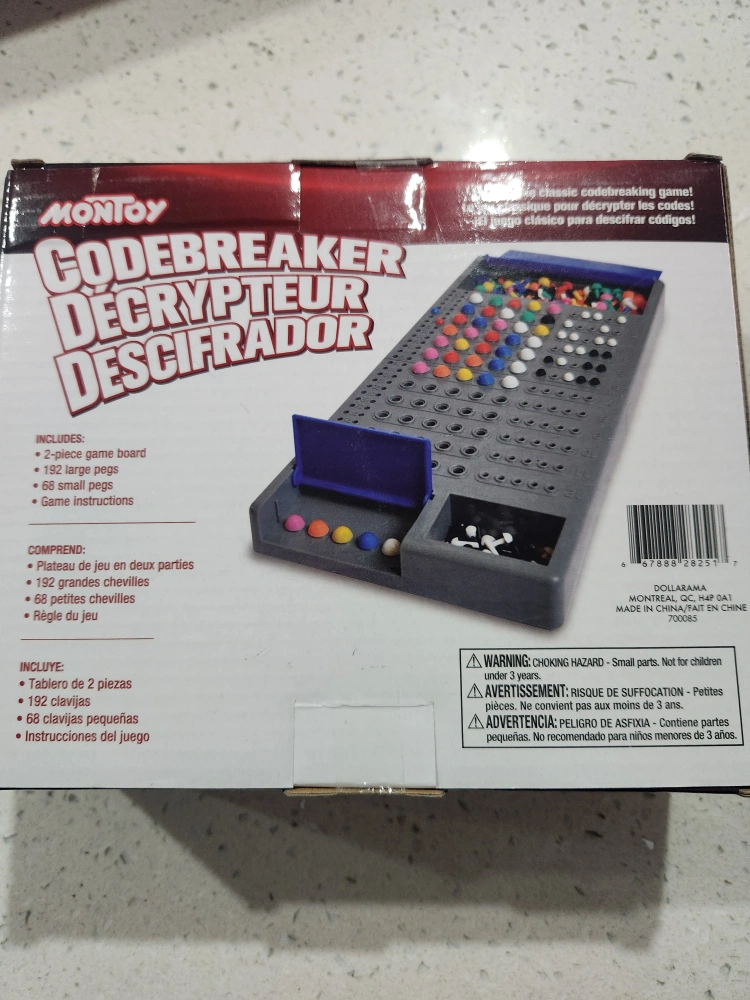 MONTOY
classic codebreaking game!
pour décrypter les codes!
clásico para descifrar códigos!
CODEBREAKER
DÉCRYPTEUR
DESCIFRADOR
INCLUDES:
• 2-piece game board
• 192 large pegs
• 68 small pegs
• Game instructions
COMPREND:
• Plateau de jeu en deux parties
• 192 grandes chevilles
• 68 petites chevilles
• Règle du jeu
INCLUYE:
• Tablero de 2 piezas
• 192 clavijas
• 68 clavijas pequeñas
• Instrucciones del juego
6 67888 28251 7
DOLLARAMA
MONTREAL, QC, H4P 0A1
MADE IN CHINA/FAIT EN CHINE
700085
WARNING: CHOKING HAZARD - Small parts. Not for children
under 3 years.
AVERTISSEMENT: RISQUE DE SUFFOCATION - Petites
pièces. Ne convient pas aux moins de 3 ans.
ADVERTENCIA: PELIGRO DE ASFIXIA - Contiene partes
pequeñas. No recomendado para niños menores de 3 años.